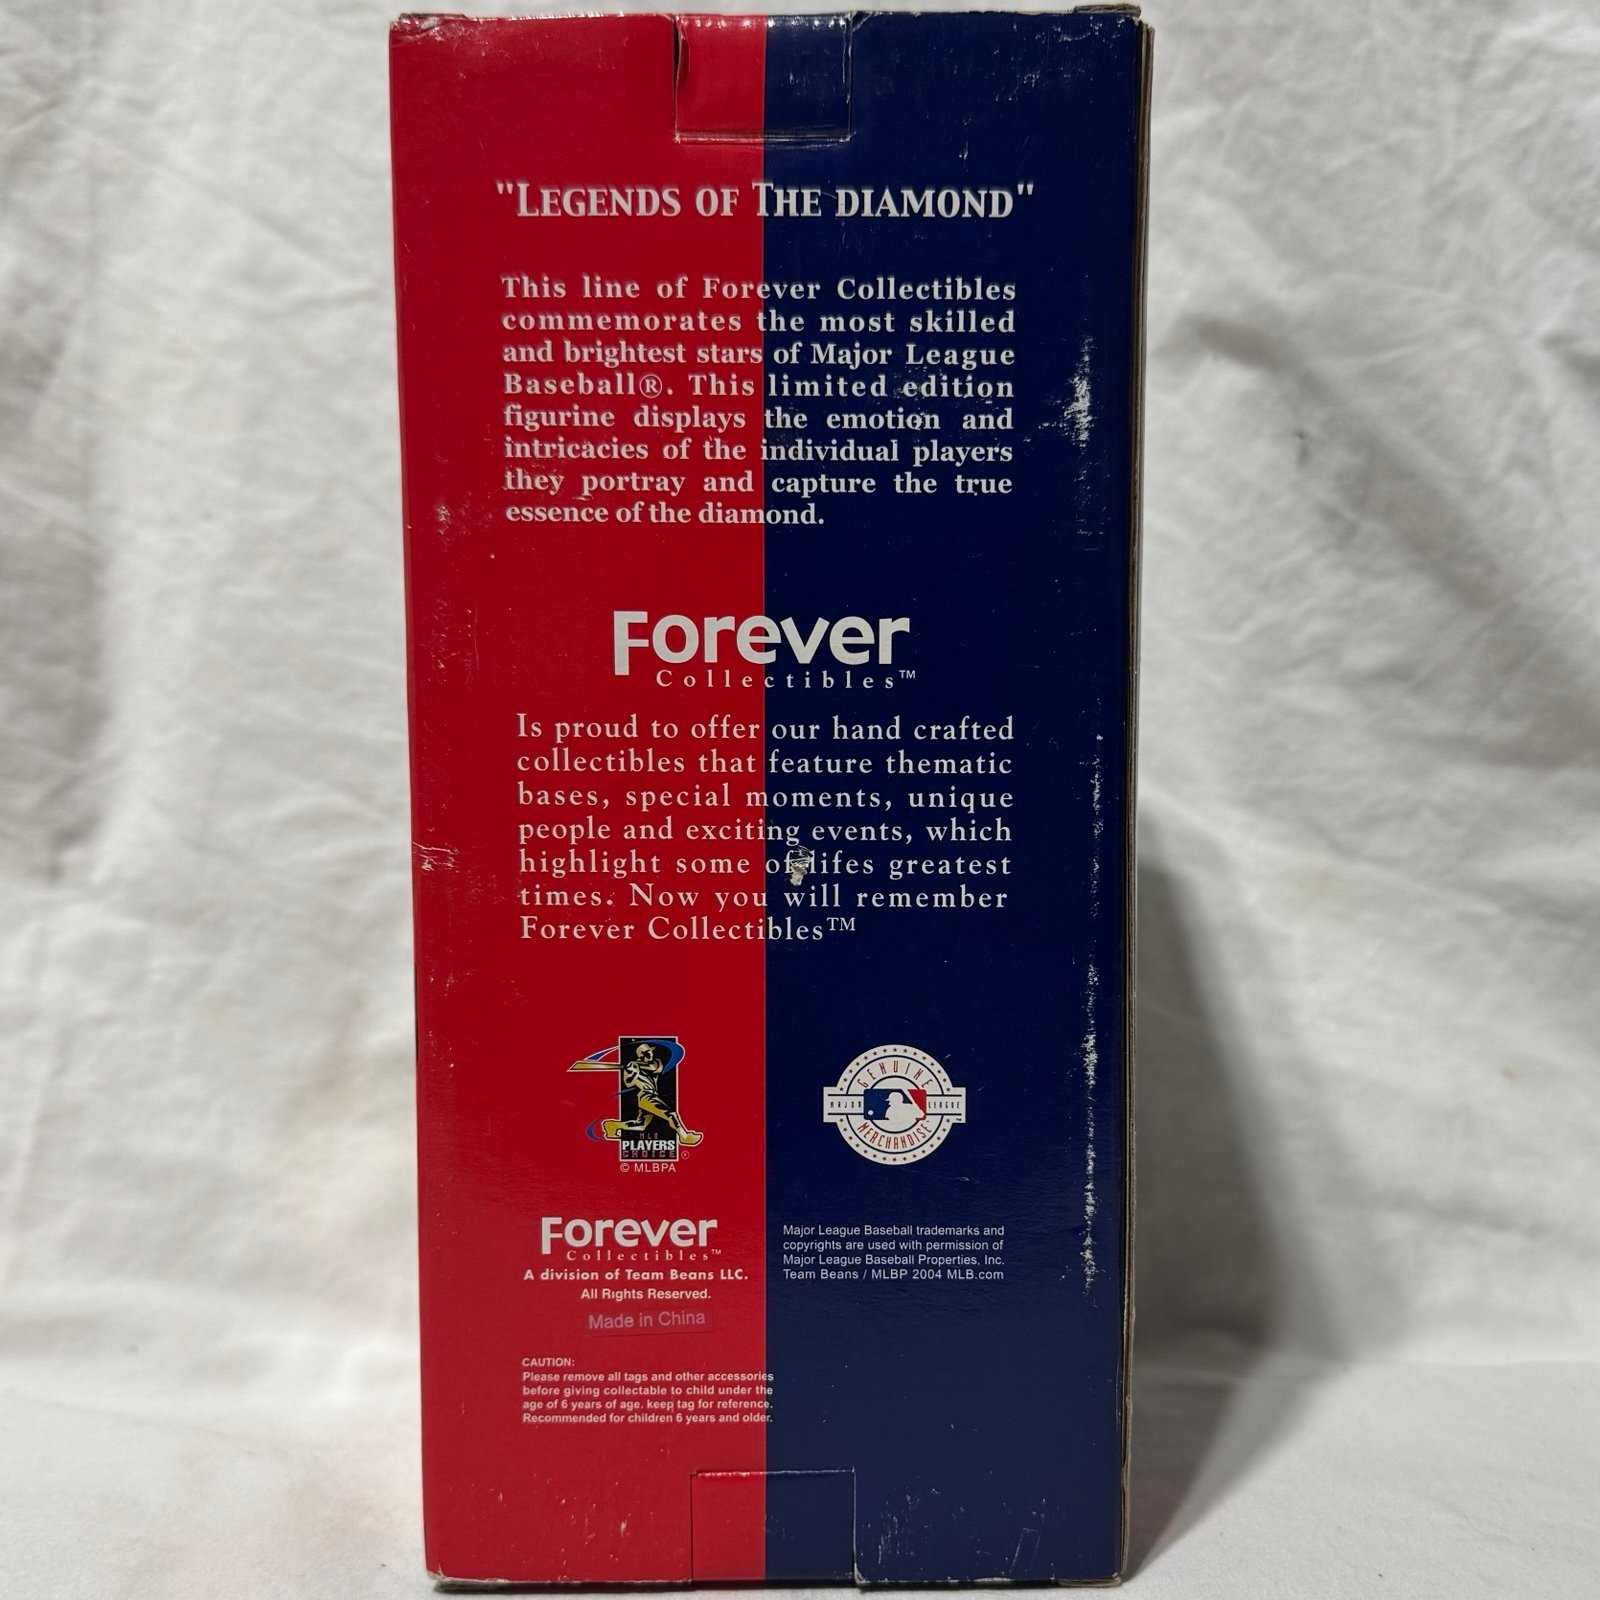 "LEGENDS OF THE DIAMOND"
This line of Forever Collectibles
commemorates the most skilled
and brightest stars of Major League
Baseball®. This limited edition
figurine displays the emotion and
intricacies of the individual players
they portray and capture the true
essence of the diamond.
Forever
Collectibles™
Is proud to offer our hand crafted
collectibles that feature thematic
bases, special moments, unique
people and exciting events, which
highlight some of lifes greatest
times. Now you will remember
Forever Collectibles™
MLB
PLAYERS
CHOICE ®
© MLBPA
GENUINE
MAJOR LEAGUE ™
MERCHANDISE
Forever
Collectibles™
A division of Team Beans LLC.
All Rights Reserved.
Made in China
Major League Baseball trademarks and
copyrights are used with permission of
Major League Baseball Properties, Inc.
Team Beans / MLBP 2004 MLB.com
CAUTION:
Please remove all tags and other accessories
before giving collectable to child under the
age of 6 years of age. keep tag for reference.
Recommended for children 6 years and older.